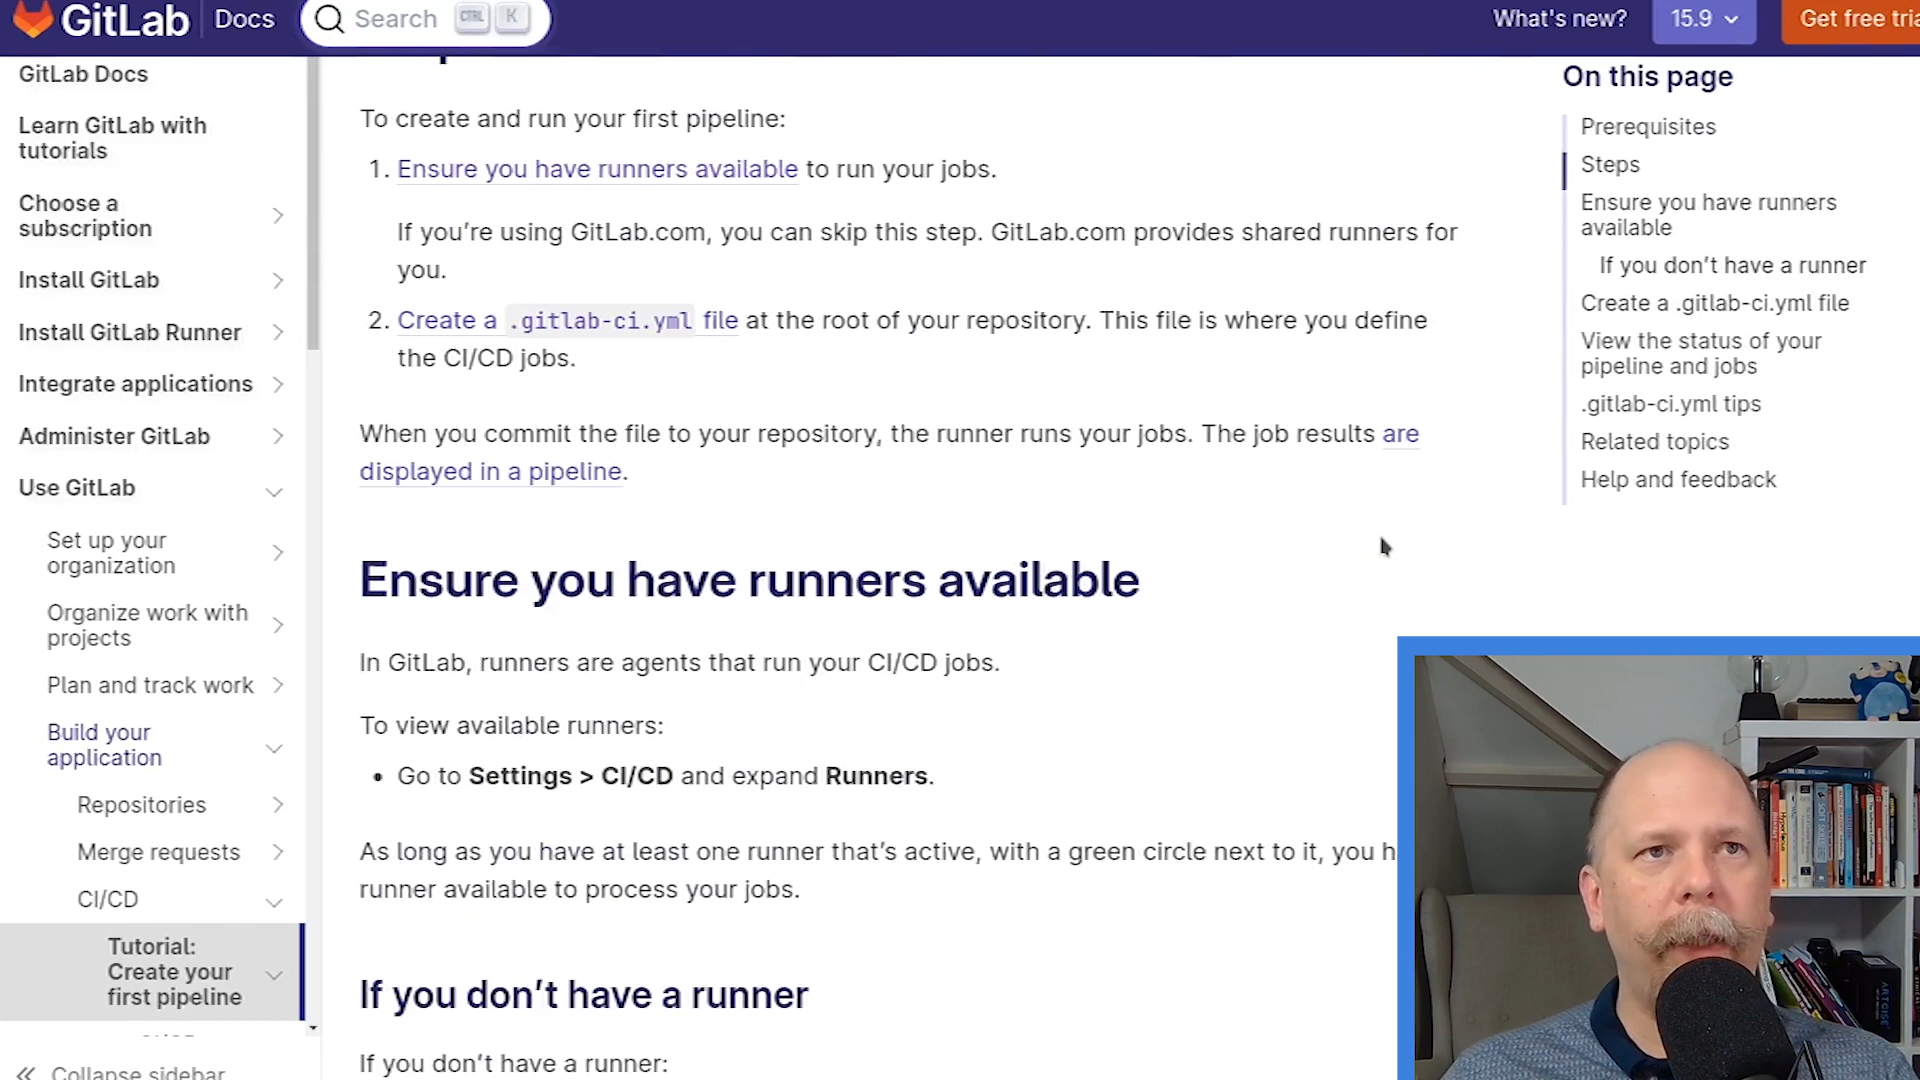 GitLab Docs
Search CTRL K
What's new?
15.9
Get free tria
GitLab Docs
Learn GitLab with
tutorials
Choose a
subscription
Install GitLab
Install GitLab Runner
Integrate applications
Administer GitLab
Use GitLab
Set up your
organization
Organize work with
projects
Plan and track work
Build your
application
Repositories
Merge requests
CI/CD
Tutorial:
Create your
first pipeline
Collapse sidebar
To create and run your first pipeline:
1. Ensure you have runners available to run your jobs.
If you’re using GitLab.com, you can skip this step. GitLab.com provides shared runners for
you.
2. Create a .gitlab-ci.yml file at the root of your repository. This file is where you define
the CI/CD jobs.
When you commit the file to your repository, the runner runs your jobs. The job results are
displayed in a pipeline.
Ensure you have runners available
In GitLab, runners are agents that run your CI/CD jobs.
To view available runners:
• Go to Settings > CI/CD and expand Runners.
As long as you have at least one runner that’s active, with a green circle next to it, you h
runner available to process your jobs.
If you don’t have a runner
If you don’t have a runner:
On this page
Prerequisites
Steps
Ensure you have runners
available
If you don’t have a runner
Create a .gitlab-ci.yml file
View the status of your
pipeline and jobs
.gitlab-ci.yml tips
Related topics
Help and feedback